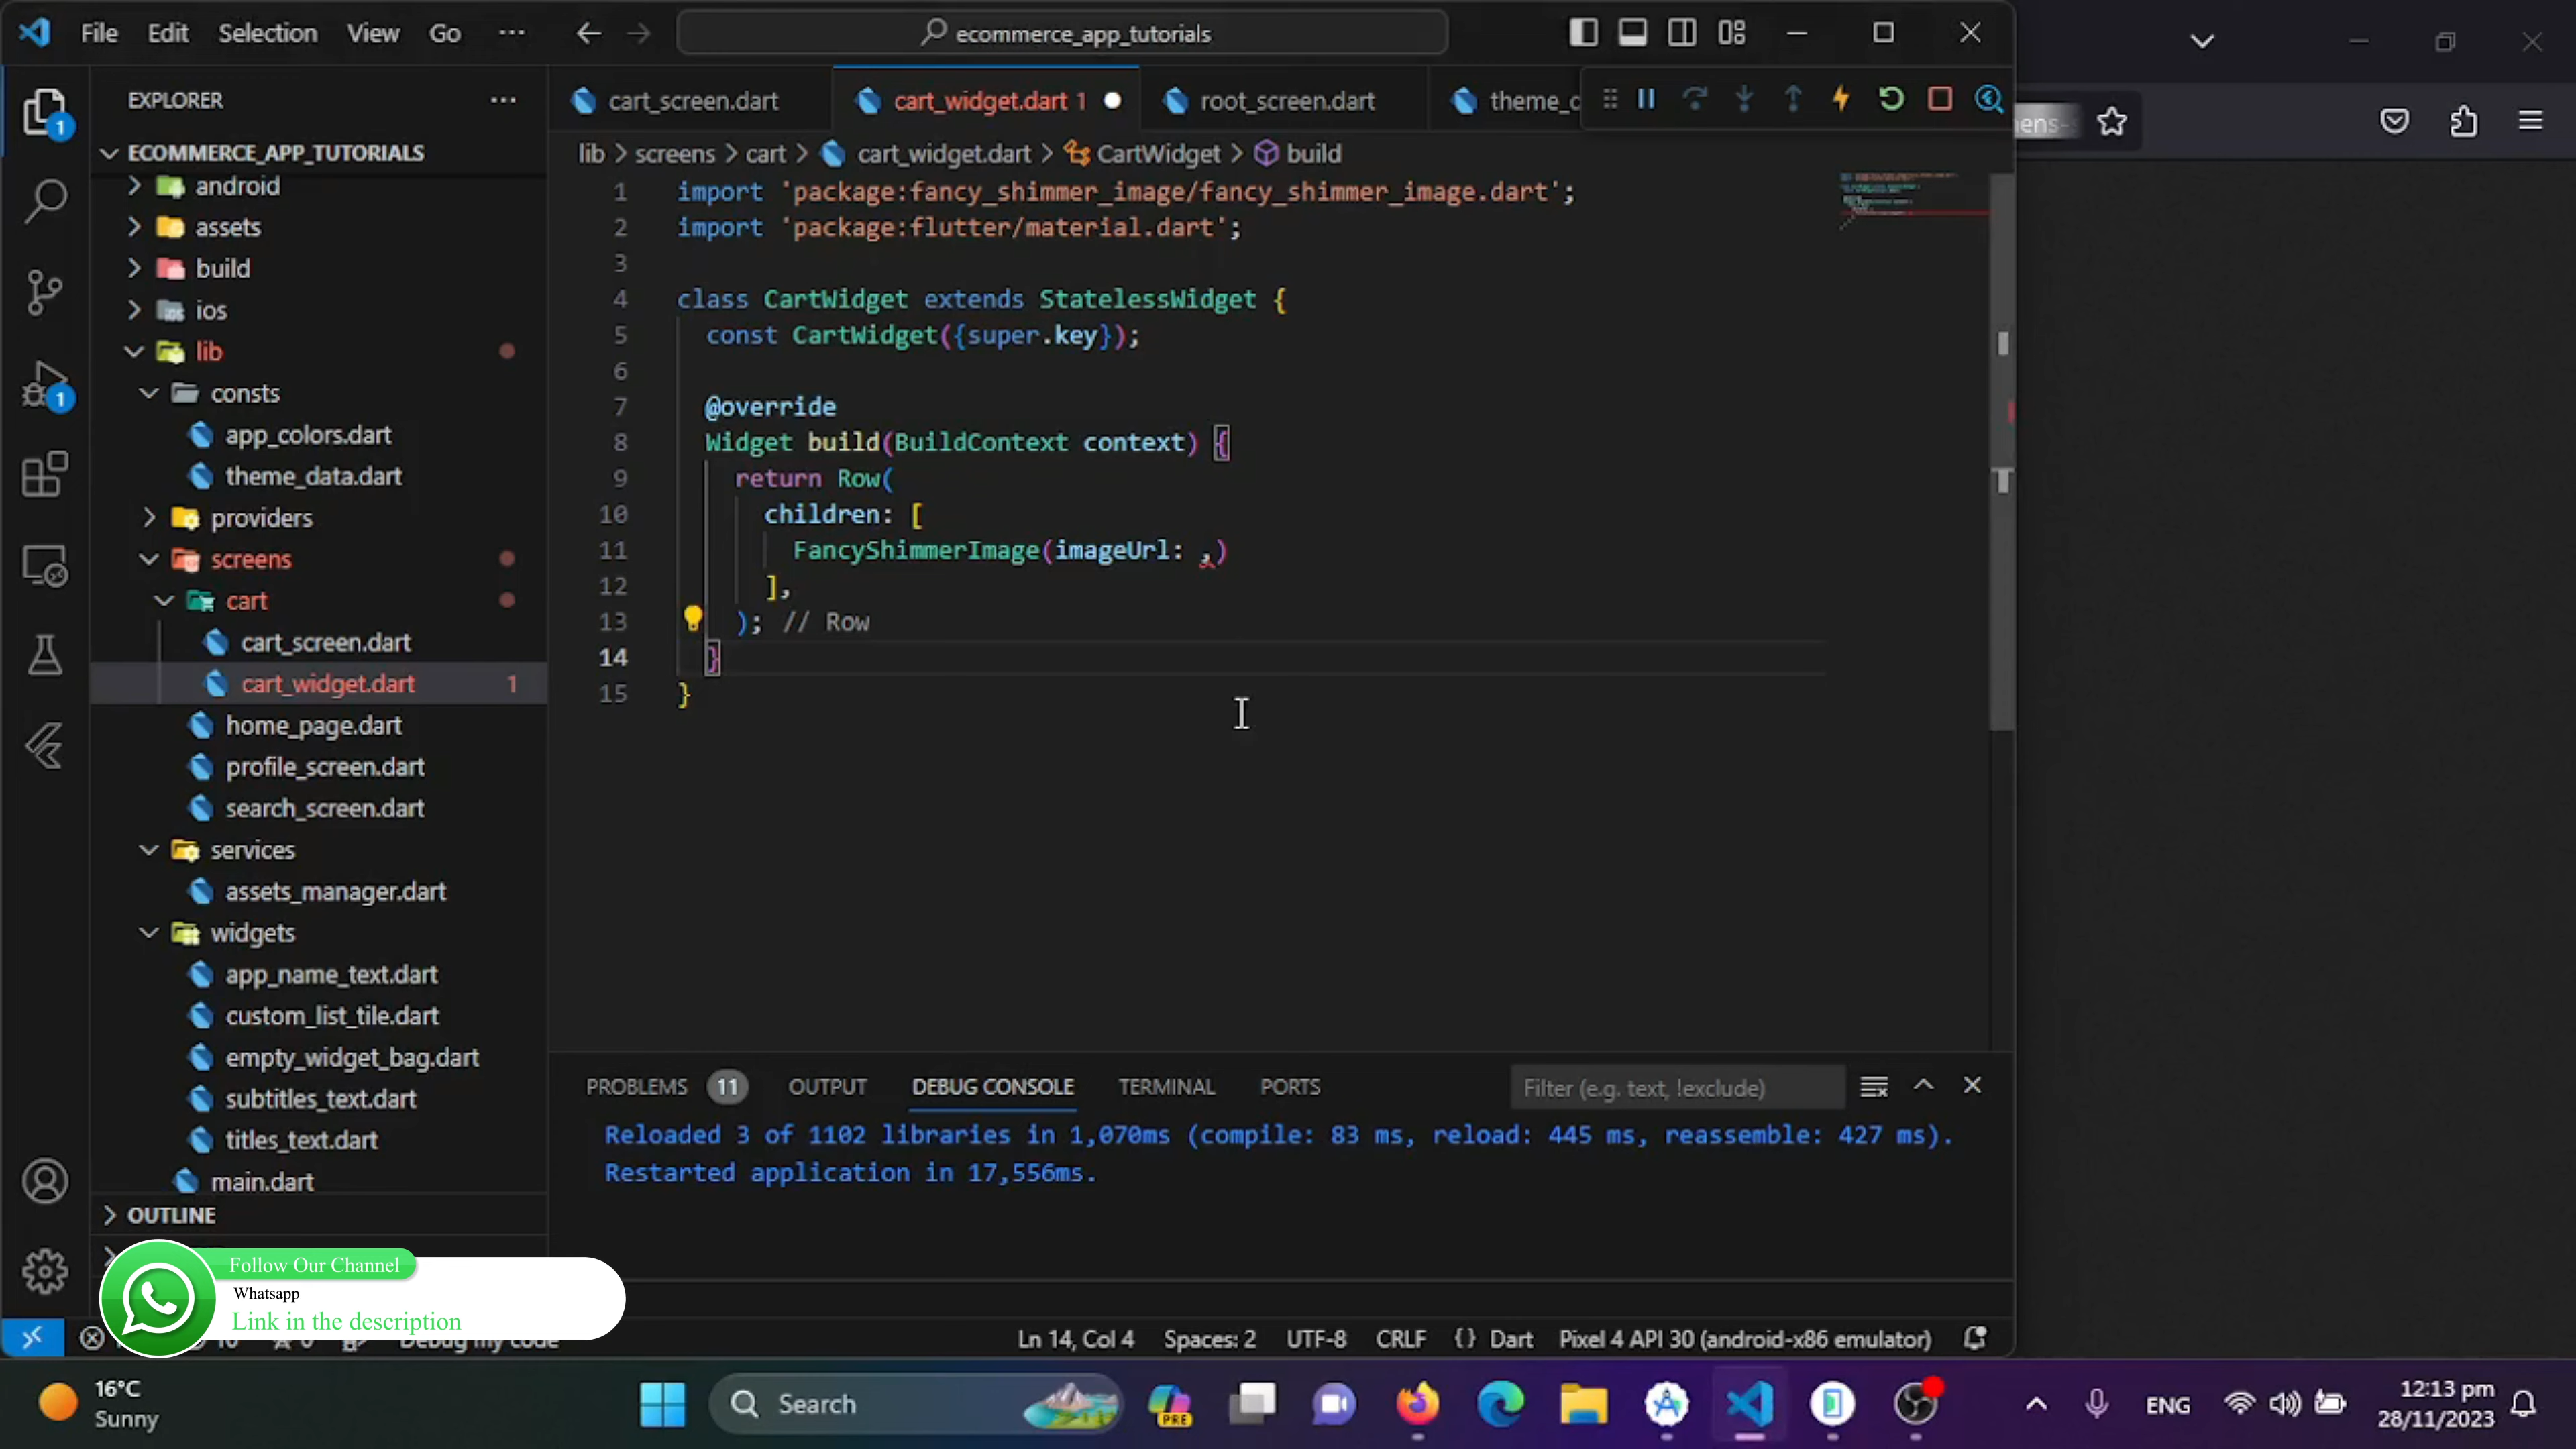 File Edit Selection View Go ···
ecommerce_app_tutorials
EXPLORER
ECOMMERCE_APP_TUTORIALS
android
assets
build
ios
lib
consts
app_colors.dart
theme_data.dart
providers
screens
cart
cart_screen.dart
cart_widget.dart 1
home_page.dart
profile_screen.dart
search_screen.dart
services
assets_manager.dart
widgets
app_name_text.dart
custom_list_tile.dart
empty_widget_bag.dart
subtitles_text.dart
titles_text.dart
main.dart
OUTLINE
1
1
cart_screen.dart cart_widget.dart 1 root_screen.dart theme_c
ens-
lib > screens > cart > cart_widget.dart > CartWidget > build
1 import 'package:fancy_shimmer_image/fancy_shimmer_image.dart';
2 import 'package:flutter/material.dart';
3
4 class CartWidget extends StatelessWidget {
5 const CartWidget({super.key});
6
7 @override
8 Widget build(BuildContext context) {
9 return Row(
10 children: [
11 FancyShimmerImage(imageUrl: ,)
12 ],
13 ); // Row
14 }
15 }
PROBLEMS 11 OUTPUT DEBUG CONSOLE TERMINAL PORTS Filter (e.g. text, !exclude)
Reloaded 3 of 1102 libraries in 1,070ms (compile: 83 ms, reload: 445 ms, reassemble: 427 ms).
Restarted application in 17,556ms.
Follow Our Channel
Whatsapp
Link in the description
Debug my code
Ln 14, Col 4 Spaces: 2 UTF-8 CRLF {} Dart Pixel 4 API 30 (android-x86 emulator)
16°C
Sunny
Search
PRE
ENG
12:13 pm
28/11/2023